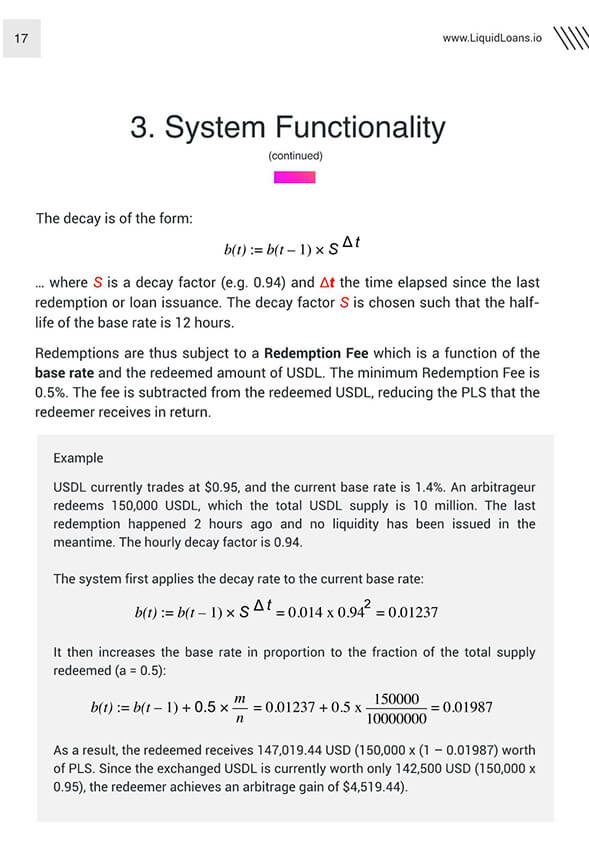 17
www.LiquidLoans.io
3. System Functionality
(continued)
The decay is of the form:
b(t) := b(t – 1) × S^Δt
… where S is a decay factor (e.g. 0.94) and Δt the time elapsed since the last
redemption or loan issuance. The decay factor S is chosen such that the half-
life of the base rate is 12 hours.
Redemptions are thus subject to a Redemption Fee which is a function of the
base rate and the redeemed amount of USDL. The minimum Redemption Fee is
0.5%. The fee is subtracted from the redeemed USDL, reducing the PLS that the
redeemer receives in return.
Example
USDL currently trades at $0.95, and the current base rate is 1.4%. An arbitrageur
redeems 150,000 USDL, which the total USDL supply is 10 million. The last
redemption happened 2 hours ago and no liquidity has been issued in the
meantime. The hourly decay factor is 0.94.
The system first applies the decay rate to the current base rate:
b(t) := b(t – 1) × S^Δt = 0.014 x 0.94^2 = 0.01237
It then increases the base rate in proportion to the fraction of the total supply
redeemed (a = 0.5):
b(t) := b(t – 1) + 0.5 × m/n = 0.01237 + 0.5 x 150000/10000000 = 0.01987
As a result, the redeemed receives 147,019.44 USD (150,000 x (1 – 0.01987) worth
of PLS. Since the exchanged USDL is currently worth only 142,500 USD (150,000 x
0.95), the redeemer achieves an arbitrage gain of $4,519.44).